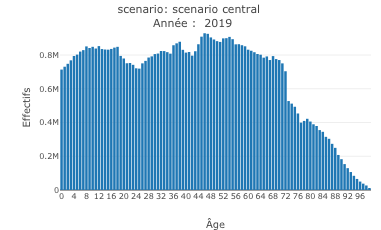 scenario: scenario central
Année : 2019
Effectifs
0.8M
0.6M
0.4M
0.2M
0
0 4 8 12 16 20 24 28 32 36 40 44 48 52 56 60 64 68 72 76 80 84 88 92 96
Âge